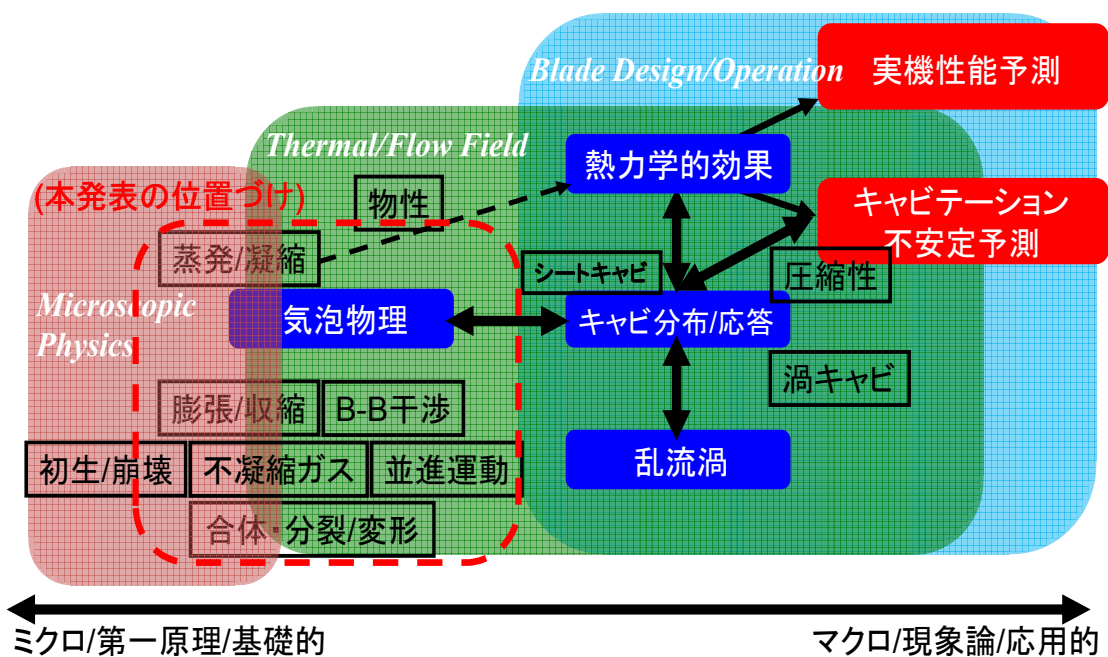 Blade Design/Operation
実機性能予測
Thermal/Flow Field
熱力学的効果
(本発表の位置づけ)
物性
キャビテーション
不安定予測
蒸発/凝縮
シートキャビ
圧縮性
Microscopic
Physics
気泡物理
キャビ分布/応答
渦キャビ
膨張/収縮
B-B干渉
初生/崩壊
不凝縮ガス
並進運動
乱流渦
合体・分裂/変形
ミクロ/第一原理/基礎的
マクロ/現象論/応用的